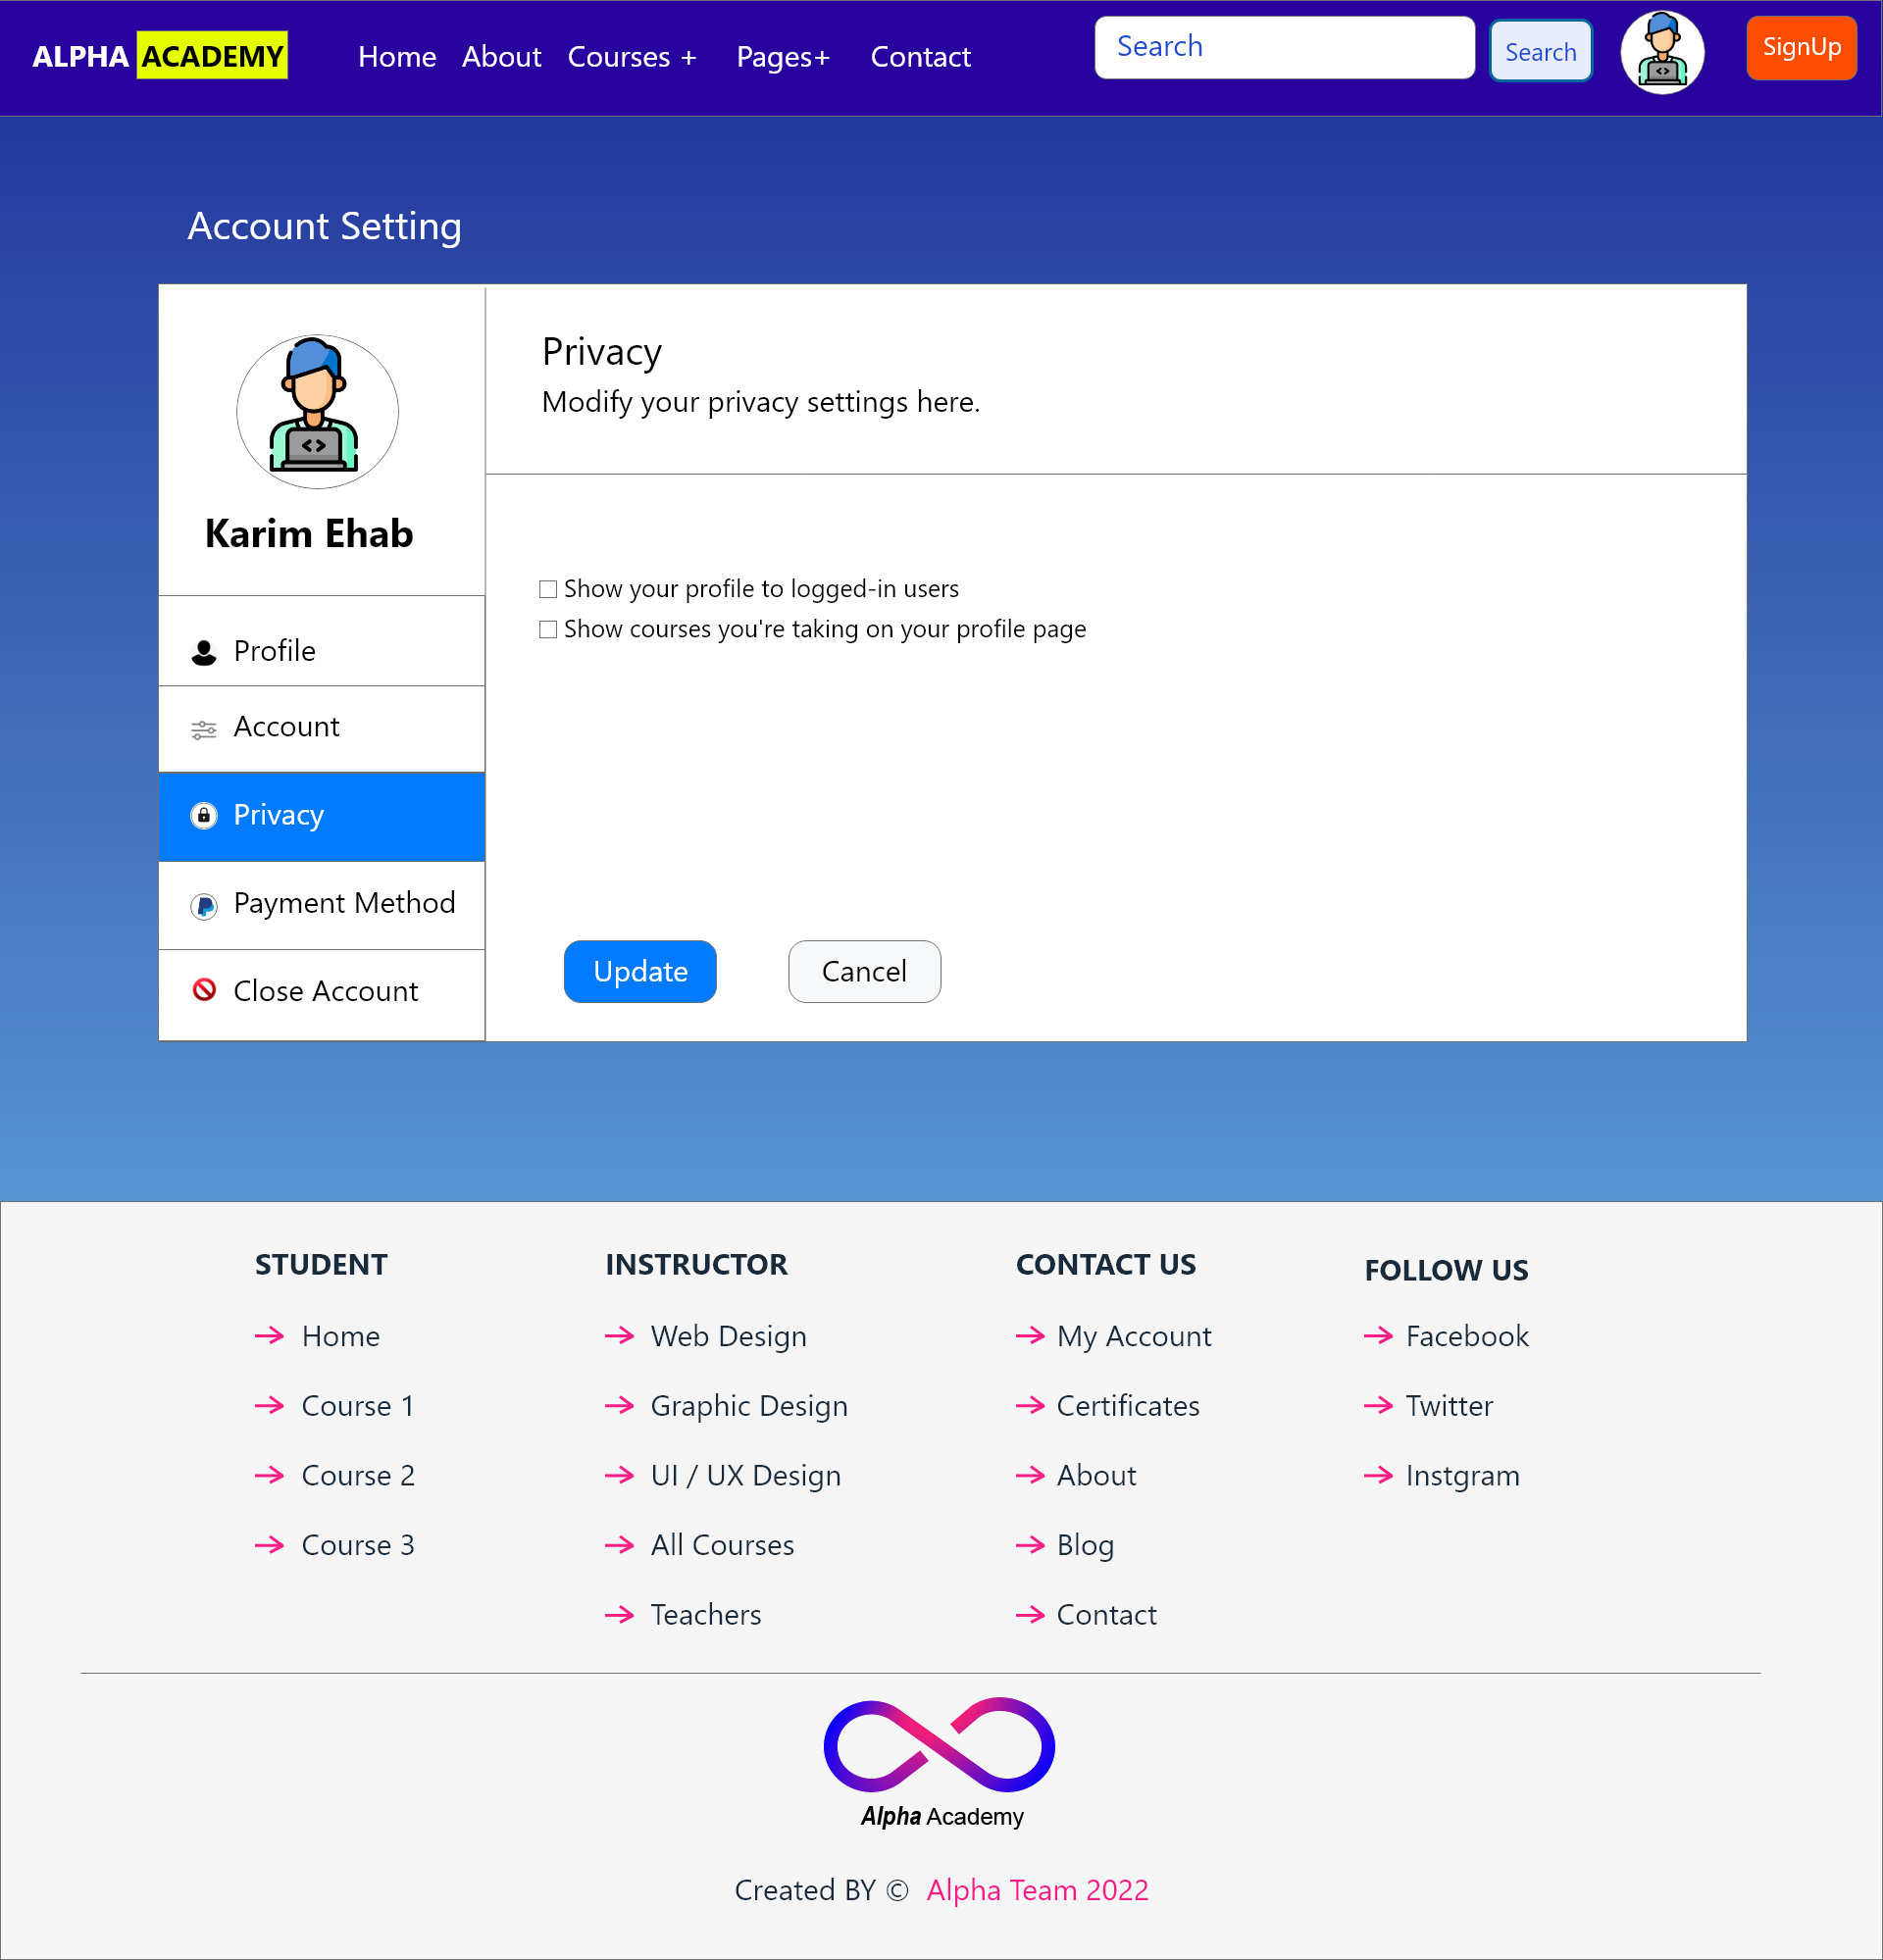 ALPHA ACADEMY Home About Courses + Pages+ Contact Search Search SignUp
Account Setting
Karim Ehab
Profile
Account
Privacy
Payment Method
Close Account
Privacy
Modify your privacy settings here.
Show your profile to logged-in users
Show courses you're taking on your profile page
Update Cancel
STUDENT
Home
Course 1
Course 2
Course 3
INSTRUCTOR
Web Design
Graphic Design
UI / UX Design
All Courses
Teachers
CONTACT US
My Account
Certificates
About
Blog
Contact
FOLLOW US
Facebook
Twitter
Instgram
Alpha Academy
Created BY © Alpha Team 2022